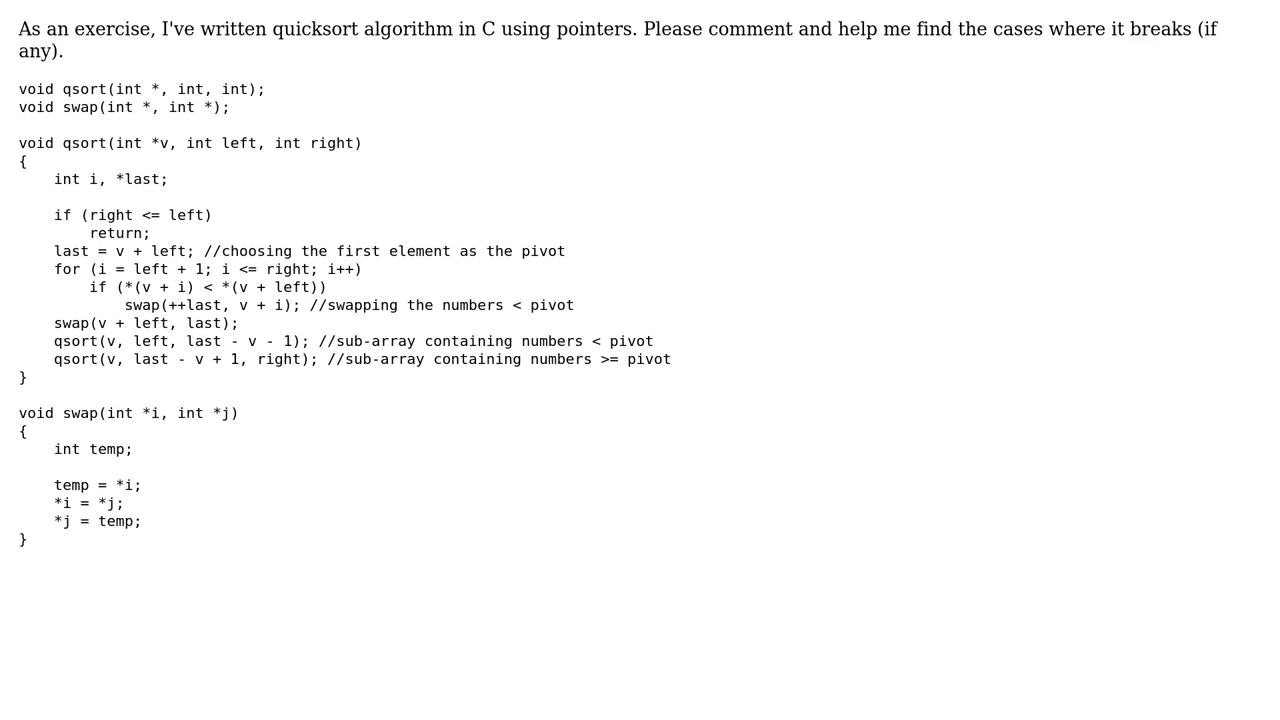 As an exercise, I've written quicksort algorithm in C using pointers. Please comment and help me find the cases where it breaks (if
any).

void qsort(int *, int, int);
void swap(int *, int *);

void qsort(int *v, int left, int right)
{
    int i, *last;

    if (right <= left)
        return;
    last = v + left; //choosing the first element as the pivot
    for (i = left + 1; i <= right; i++)
        if (*(v + i) < *(v + left))
            swap(++last, v + i); //swapping the numbers < pivot
    swap(v + left, last);
    qsort(v, left, last - v - 1); //sub-array containing numbers < pivot
    qsort(v, last - v + 1, right); //sub-array containing numbers >= pivot
}

void swap(int *i, int *j)
{
    int temp;

    temp = *i;
    *i = *j;
    *j = temp;
}